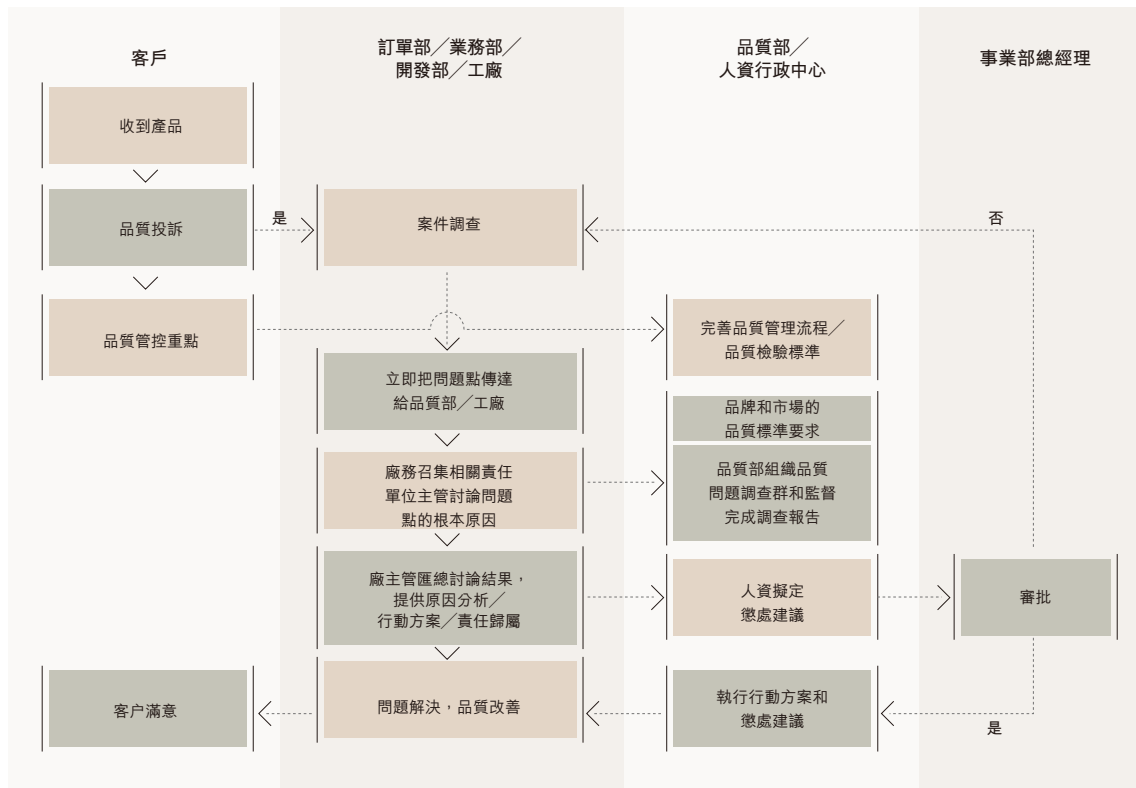 客戶
訂單部／業務部／
開發部／工廠
品質部／
人資行政中心
事業部總經理
收到產品
品質投訴
是
案件調查
否
品質管控重點
完善品質管理流程／
品質檢驗標準
立即把問題點傳達
給品質部／工廠
品牌和市場的
品質標準要求
廠務召集相關責任
單位主管討論問題
點的根本原因
品質部組織品質
問題調查群和監督
完成調查報告
廠主管匯總討論結果，
提供原因分析／
行動方案／責任歸屬
人資擬定
懲處建議
審批
客户滿意
問題解決，品質改善
執行行動方案和
懲處建議
是